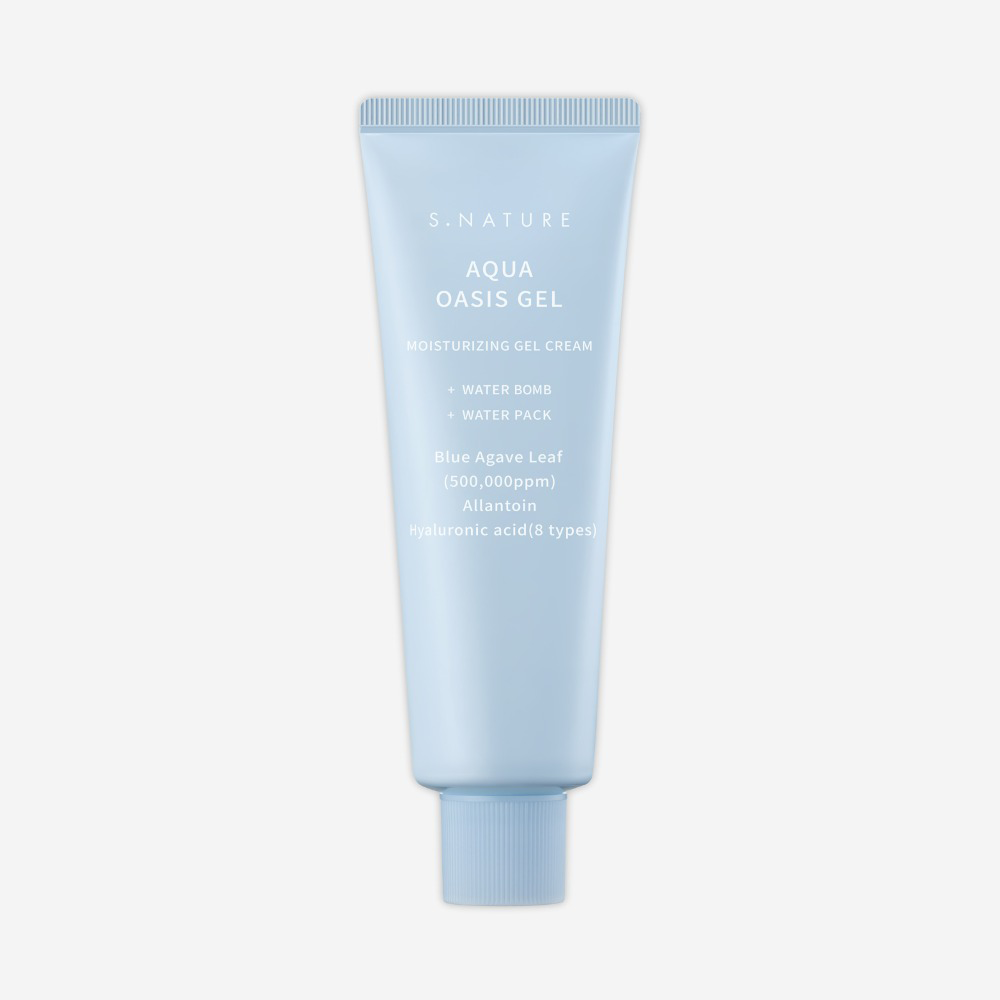 S.NATURE
AQUA
OASIS GEL
MOISTURIZING GEL CREAM
+ WATER BOMB
+ WATER PACK
Blue Agave Leaf
(500,000ppm)
Allantoin
Hyaluronic acid(8 types)